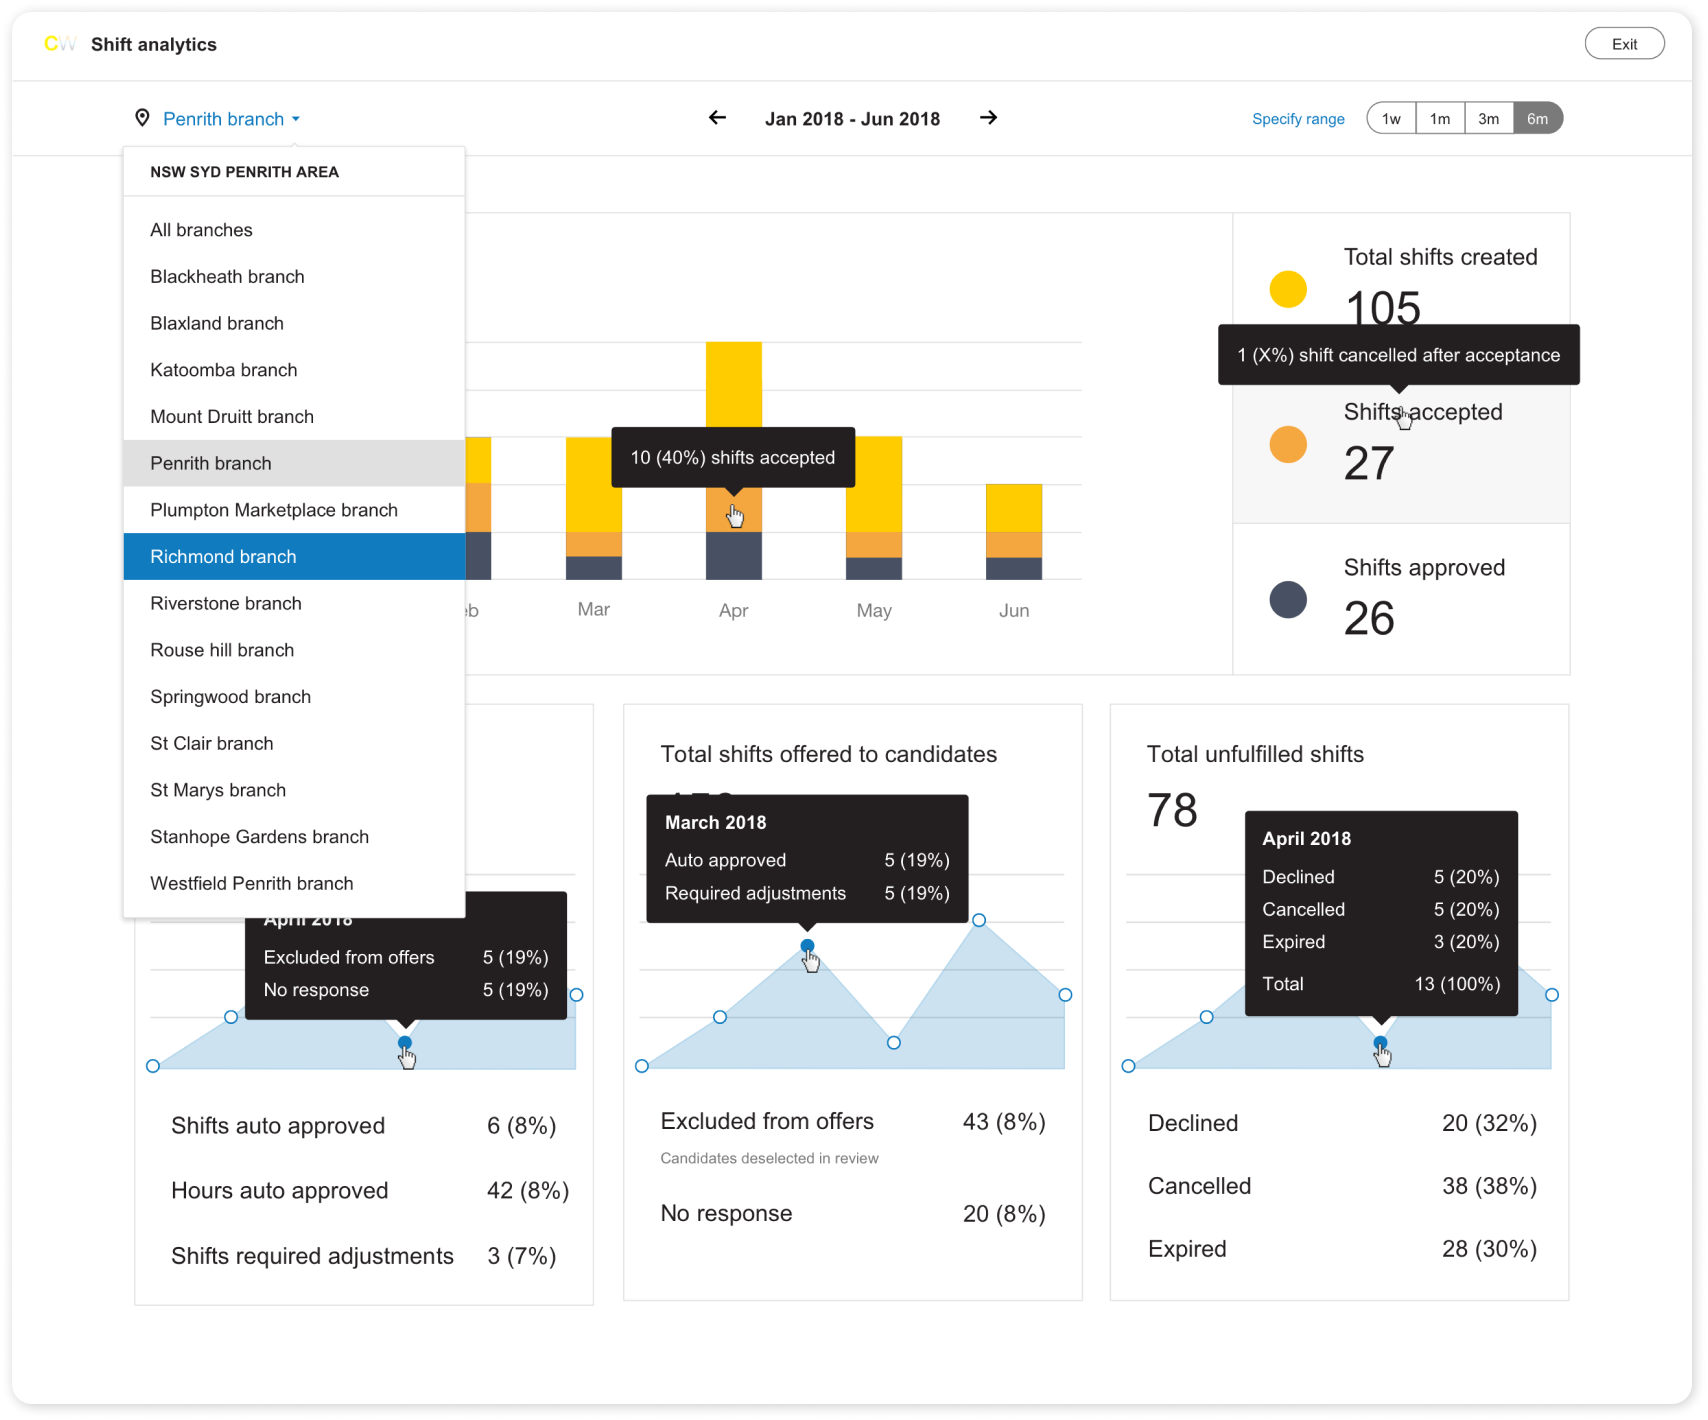 CW Shift analytics
Exit
Penrith branch
Jan 2018 - Jun 2018
Specify range
1w 1m 3m 6m
NSW SYD PENRITH AREA
All branches
Blackheath branch
Blaxland branch
Katoomba branch
Mount Druitt branch
Penrith branch
Plumpton Marketplace branch
Richmond branch
Riverstone branch
Rouse hill branch
Springwood branch
St Clair branch
St Marys branch
Stanhope Gardens branch
Westfield Penrith branch
10 (40%) shifts accepted
eb Mar Apr May Jun
Total shifts created
105
1 (X%) shift cancelled after acceptance
Shifts accepted
27
Shifts approved
26
April 2018
Excluded from offers 5 (19%)
No response 5 (19%)
Shifts auto approved 6 (8%)
Hours auto approved 42 (8%)
Shifts required adjustments 3 (7%)
Total shifts offered to candidates
March 2018
Auto approved 5 (19%)
Required adjustments 5 (19%)
Excluded from offers 43 (8%)
Candidates deselected in review
No response 20 (8%)
Total unfulfilled shifts
78
April 2018
Declined 5 (20%)
Cancelled 5 (20%)
Expired 3 (20%)
Total 13 (100%)
Declined 20 (32%)
Cancelled 38 (38%)
Expired 28 (30%)